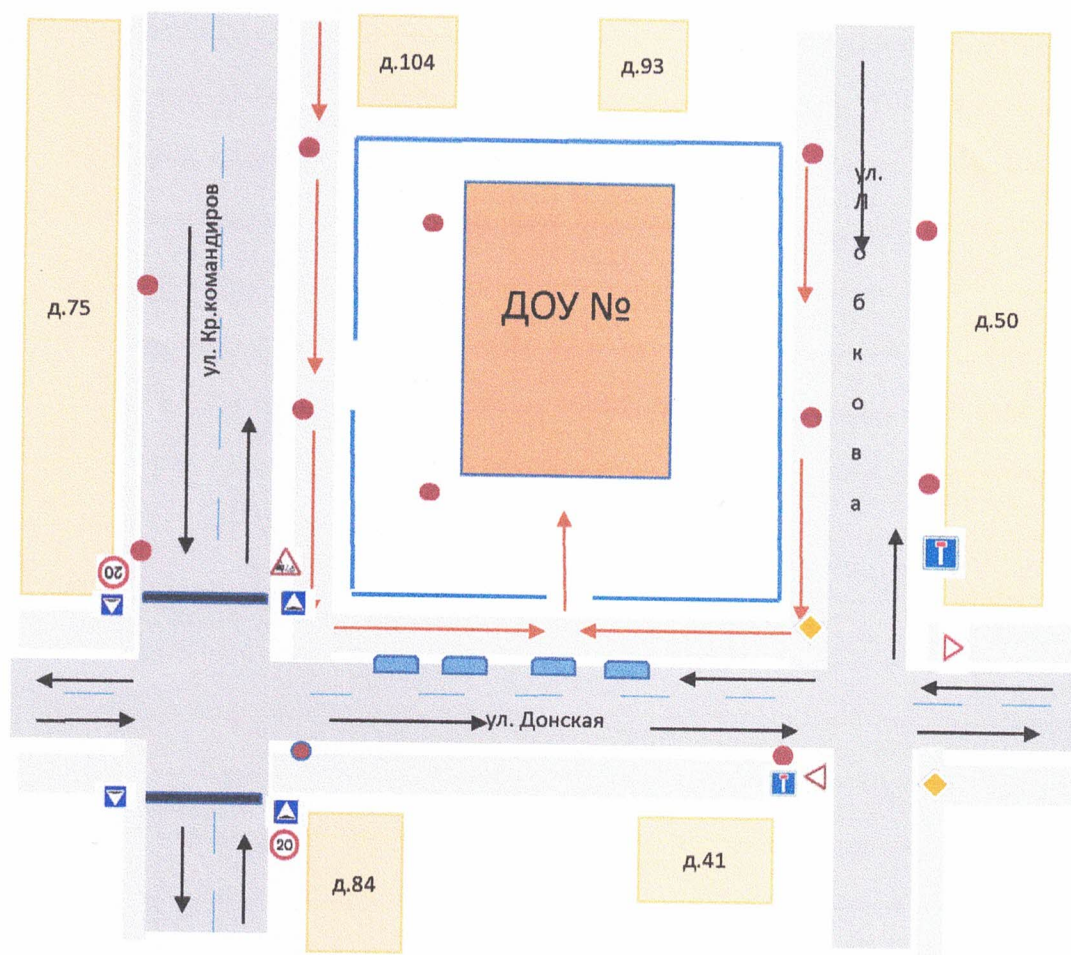 д.104
д.93
д.75
ул. Кр.командиров
ДОУ №
ул.
Л
о
б
к
о
в
а
д.50
20
ул. Донская
20
д.84
д.41